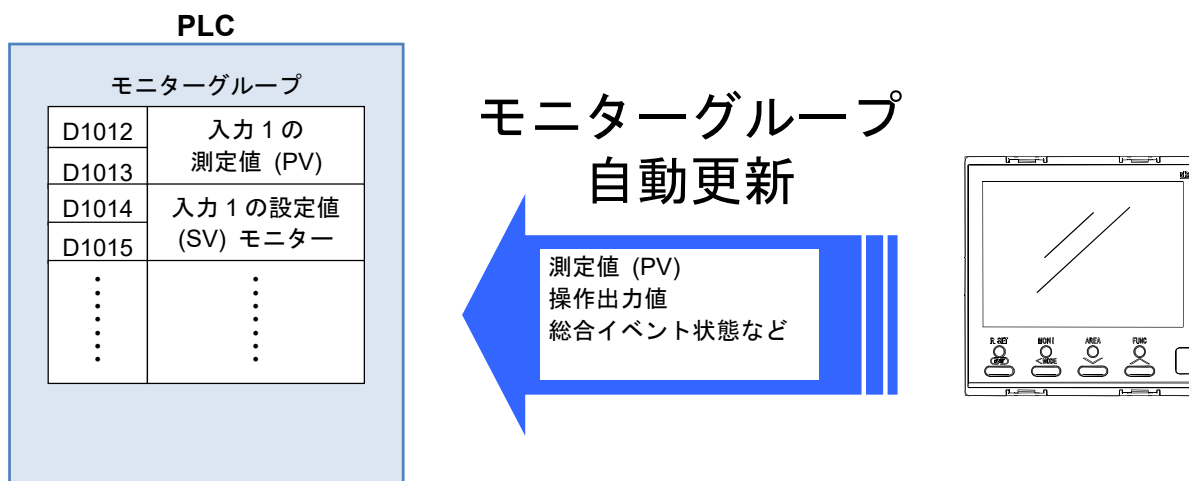 PLC
モニターグループ
D1012
入力1の
測定値 (PV)
D1013
D1014
入力1の設定値
(SV) モニター
D1015
モニターグループ
自動更新
測定値 (PV)
操作出力値
総合イベント状態など
MONI
AREA
FUNC
<MODE